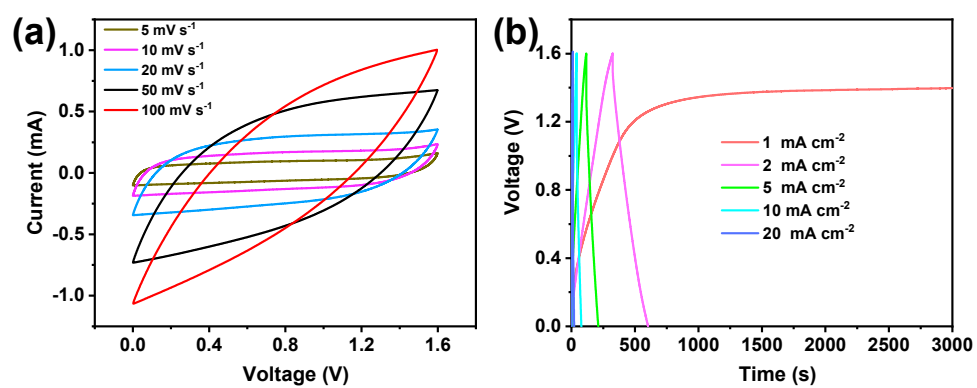 (a)
5 mV s⁻¹
10 mV s⁻¹
20 mV s⁻¹
50 mV s⁻¹
100 mV s⁻¹
1.0
0.5
0.0
-0.5
-1.0
Current (mA)
0.0 0.4 0.8 1.2 1.6
Voltage (V)
(b)
1.6
1.2
0.8
0.4
0.0
Voltage (V)
1 mA cm⁻²
2 mA cm⁻²
5 mA cm⁻²
10 mA cm⁻²
20 mA cm⁻²
0 500 1000 1500 2000 2500 3000
Time (s)